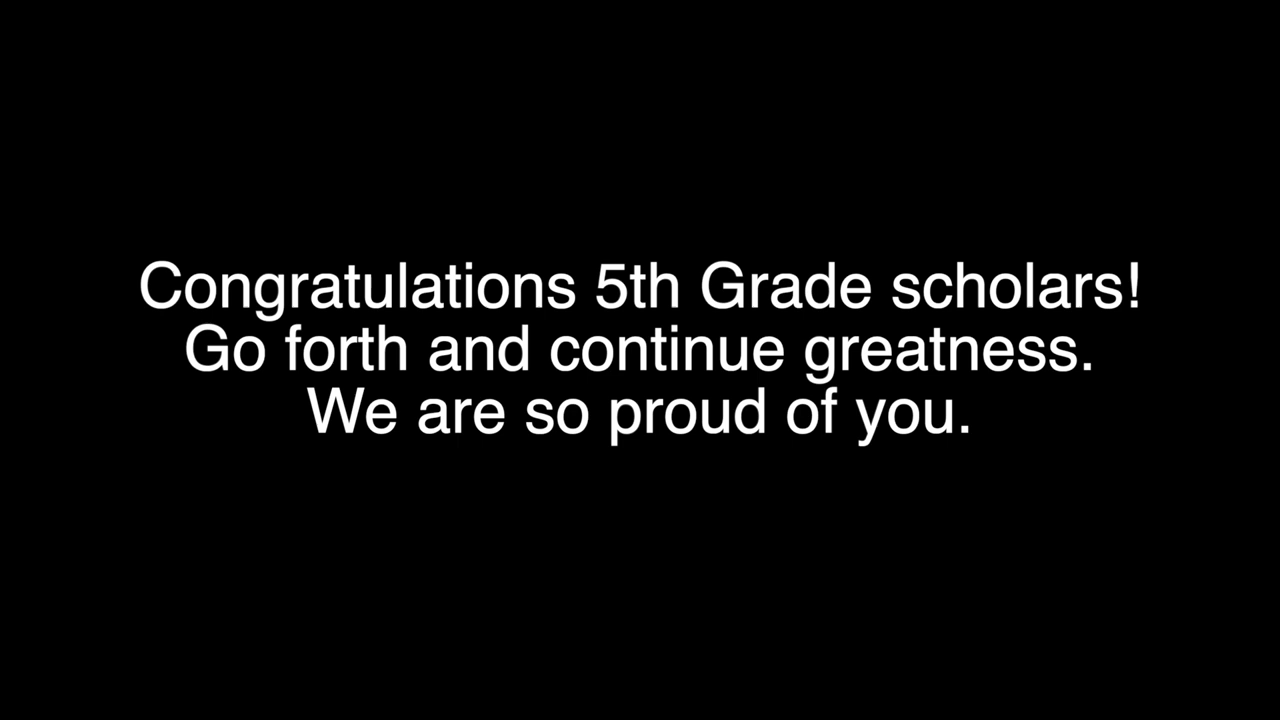 Congratulations 5th Grade scholars!
Go forth and continue greatness.
We are so proud of you.